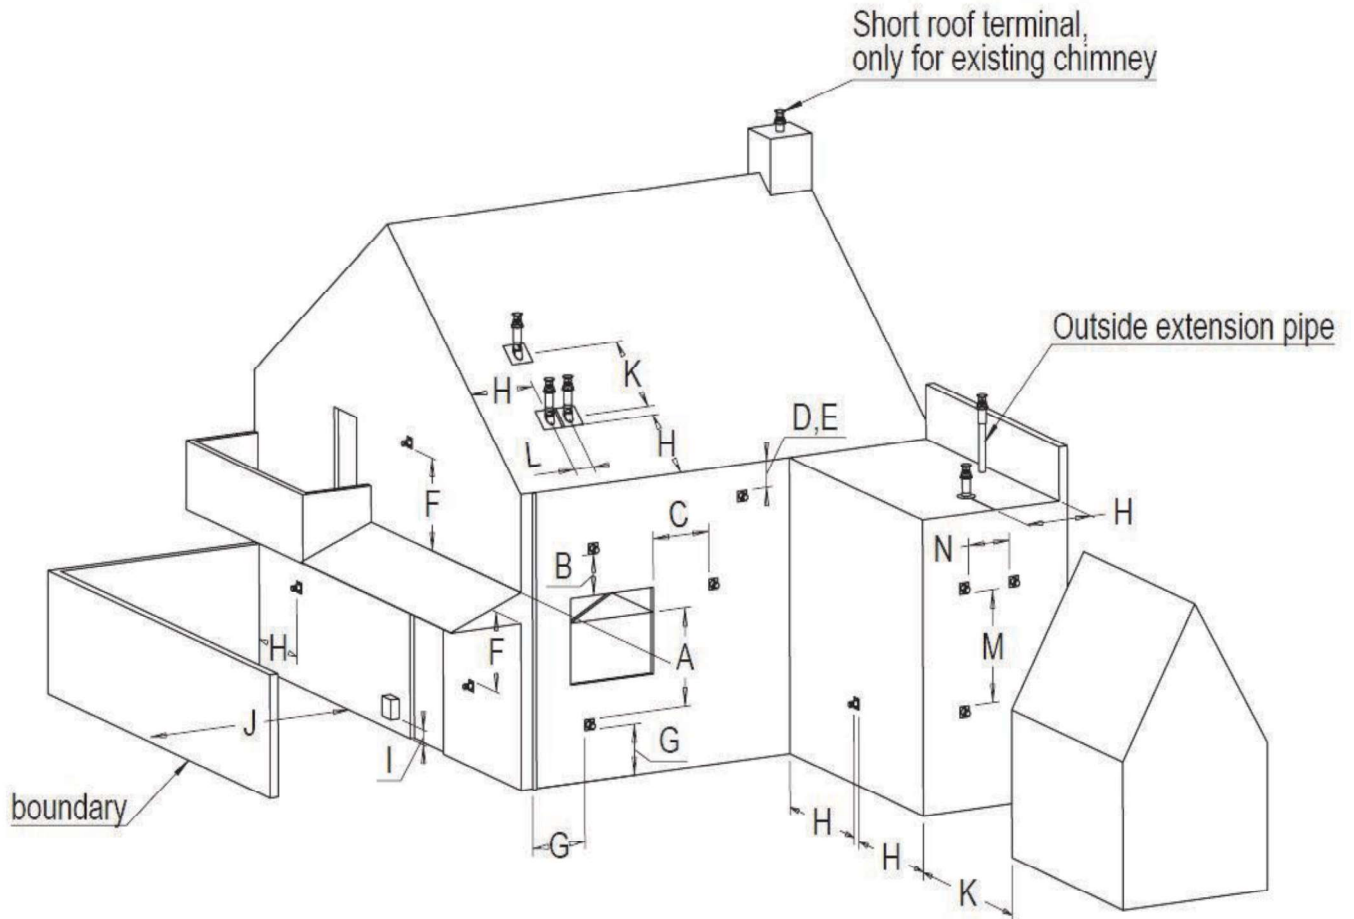 Short roof terminal,
only for existing chimney
Outside extension pipe
K
H
D,E
L
H
F
C
H
N
B
F
A
M
H
J
G
I
boundary
G
H
H
K